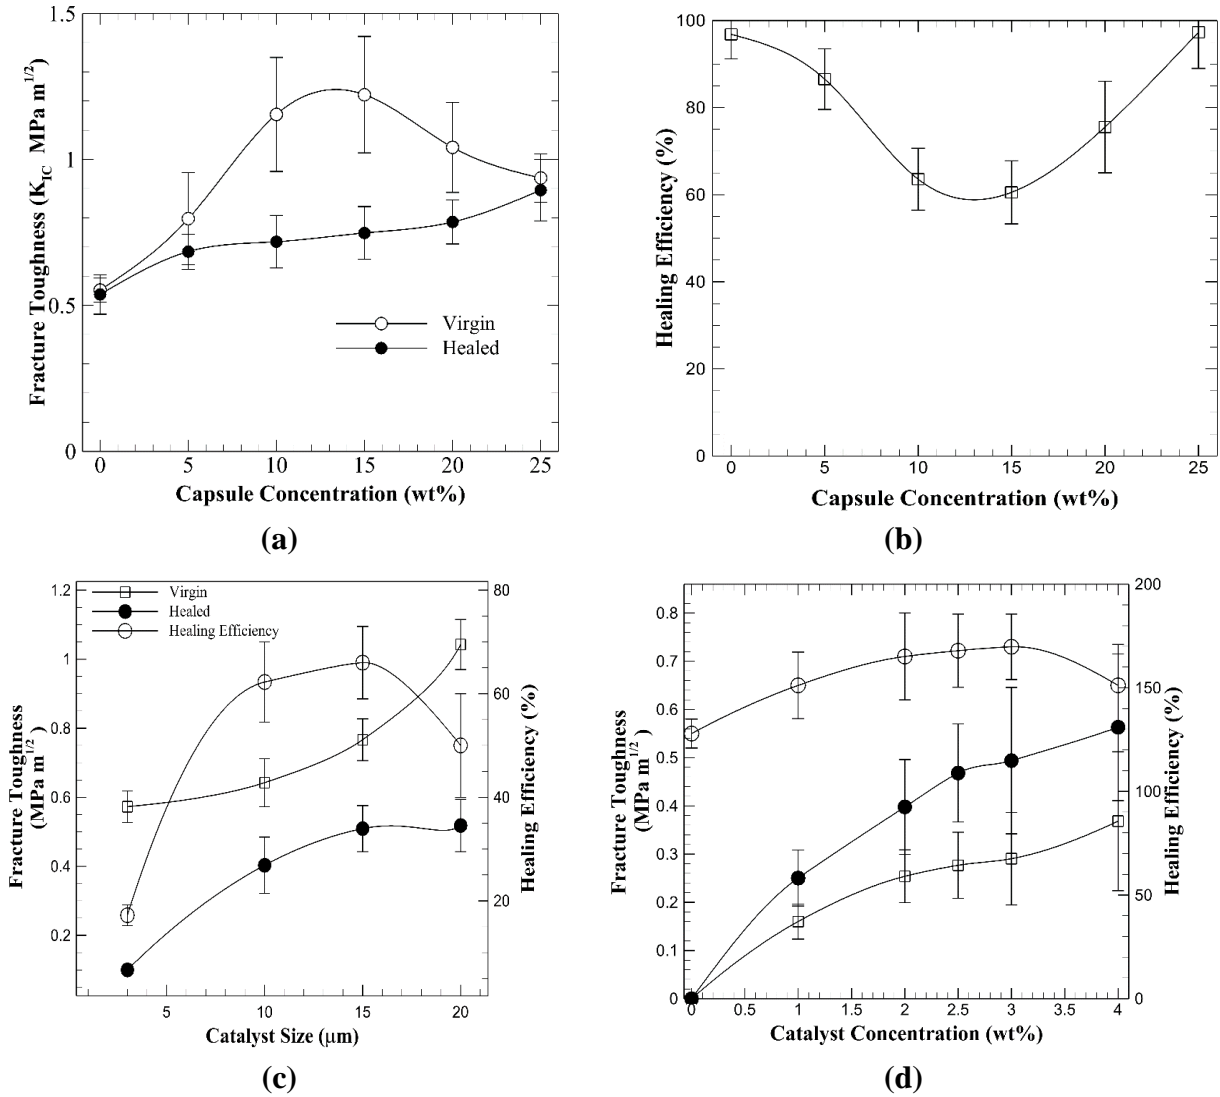 1.5
1
0.5
0
Fracture Toughness (K_IC MPa m^1/2)
Virgin
Healed
0 5 10 15 20 25
Capsule Concentration (wt%)
(a)
100
80
60
40
60
0
Healing Efficiency (%)
0 5 10 15 20 25
Capsule Concentration (wt%)
(b)
Virgin
Healed
Healing Efficiency
1.2
1
0.8
0.6
0.4
0.2
Fracture Toughness
(MPa m^1/2)
80
60
40
20
Healing Efficiency (%)
5 10 15 20
Catalyst Size (μm)
(c)
0.8
0.7
0.6
0.5
0.4
0.3
0.2
0.1
0
Fracture Toughness
(MPa m^1/2)
200
150
100
50
0
Healing Efficiency (%)
0 0.5 1 1.5 2 2.5 3 3.5 4
Catalyst Concentration (wt%)
(d)